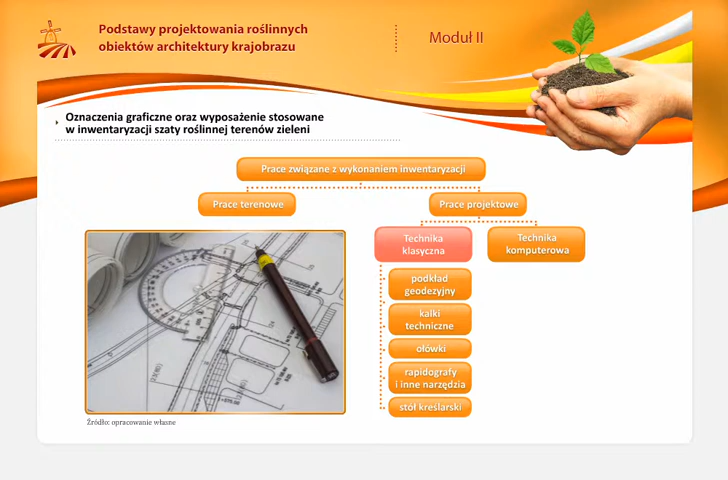 Podstawy projektowania roślinnych
obiektów architektury krajobrazu
Moduł II
Oznaczenia graficzne oraz wyposażenie stosowane
w inwentaryzacji szaty roślinnej terenów zieleni
Prace związane z wykonaniem inwentaryzacji
Prace terenowe
Prace projektowe
Technika
klasyczna
Technika
komputerowa
podkład
geodezyjny
kalki
techniczne
ołówki
rapidografy
i inne narzędzia
stół kreślarski
Źródło: opracowanie własne